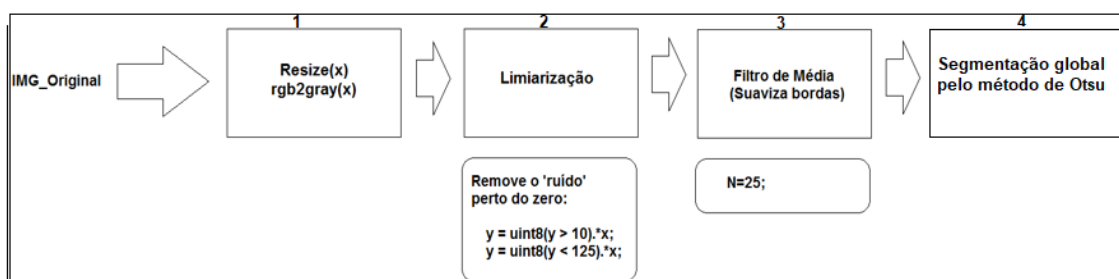 IMG_Original
1
Resize(x)
rgb2gray(x)
2
Limiarização
Remove o 'ruído'
perto do zero:
y = uint8(y > 10).*x;
y = uint8(y < 125).*x;
3
Filtro de Média
(Suaviza bordas)
N=25;
4
Segmentação global
pelo método de Otsu